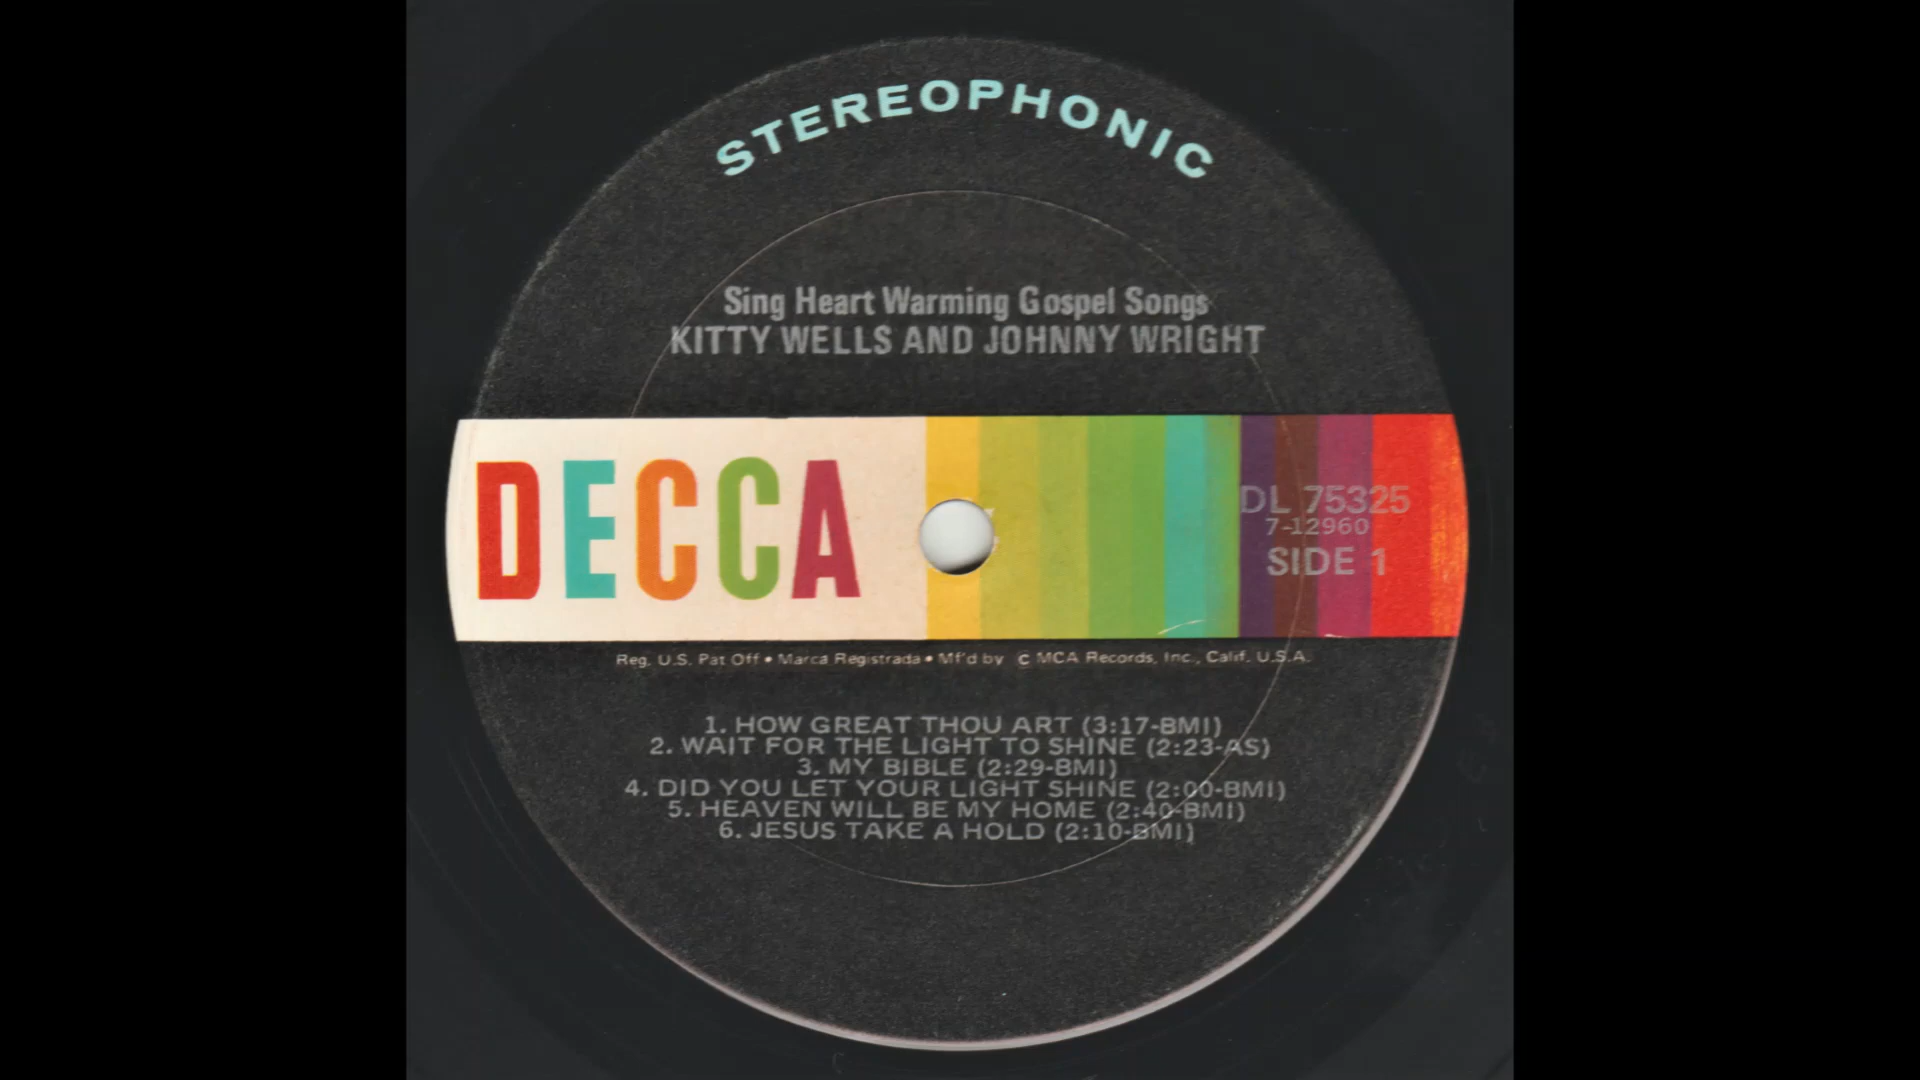 STEREOPHONIC
Sing Heart Warming Gospel Songs
KITTY WELLS AND JOHNNY WRIGHT
DECCA
DL 75325
7-12960
SIDE 1
Reg. U.S. Pat Off • Marca Registrada • Mf'd by C MCA Records, Inc., Calif. U.S.A.
1. HOW GREAT THOU ART (3:17-BMI)
2. WAIT FOR THE LIGHT TO SHINE (2:23-AS)
3. MY BIBLE (2:29-BMI)
4. DID YOU LET YOUR LIGHT SHINE (2:00-BMI)
5. HEAVEN WILL BE MY HOME (2:40-BMI)
6. JESUS TAKE A HOLD (2:10-BMI)